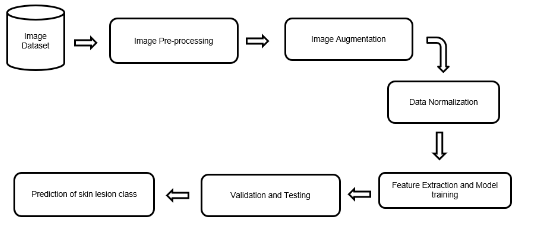 Image
Dataset
Image Pre-processing
Image Augmentation
Data Normalization
Feature Extraction and Model
training
Validation and Testing
Prediction of skin lesion class